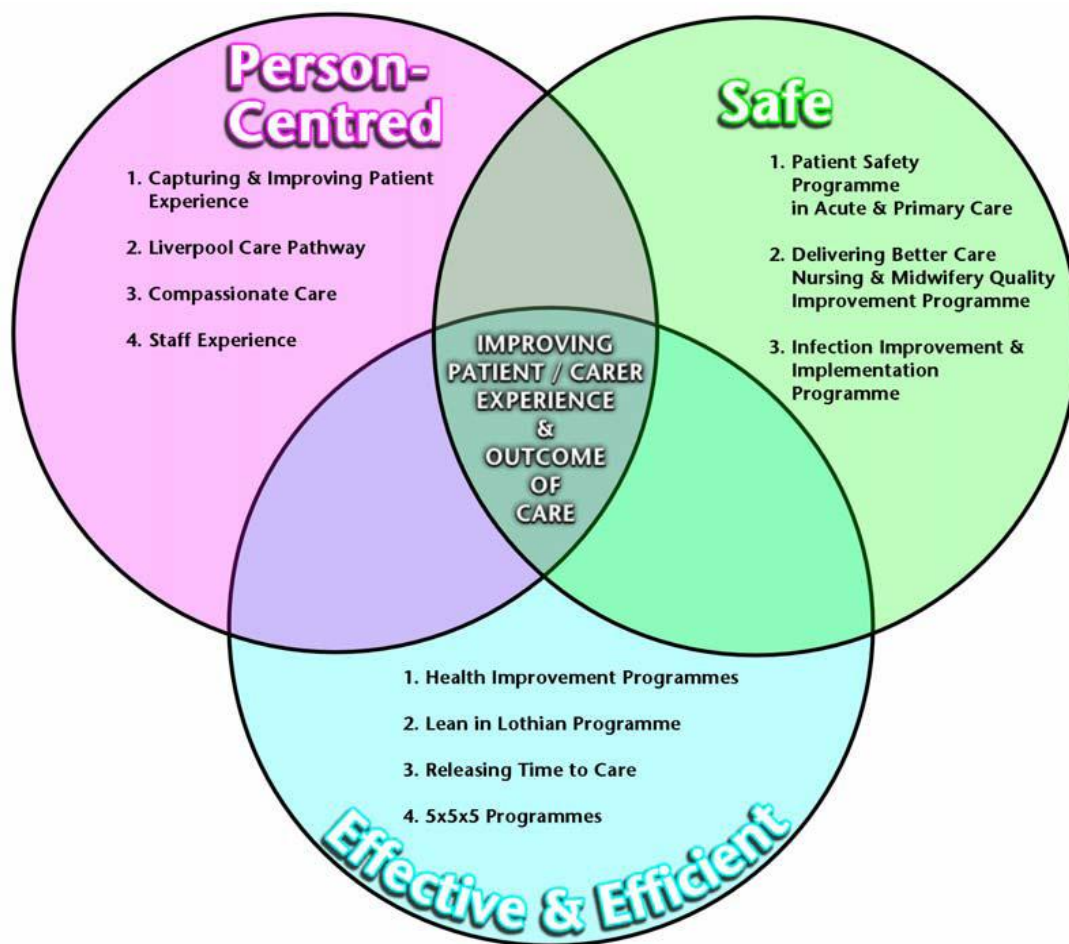 Person-
Centred
1. Capturing & Improving Patient
Experience
2. Liverpool Care Pathway
3. Compassionate Care
4. Staff Experience
Safe
1. Patient Safety
Programme
in Acute & Primary Care
2. Delivering Better Care
Nursing & Midwifery Quality
Improvement Programme
3. Infection Improvement &
Implementation
Programme
IMPROVING
PATIENT / CARER
EXPERIENCE
&
OUTCOME
OF
CARE
1. Health Improvement Programmes
2. Lean in Lothian Programme
3. Releasing Time to Care
4. 5x5x5 Programmes
Effective & Efficient